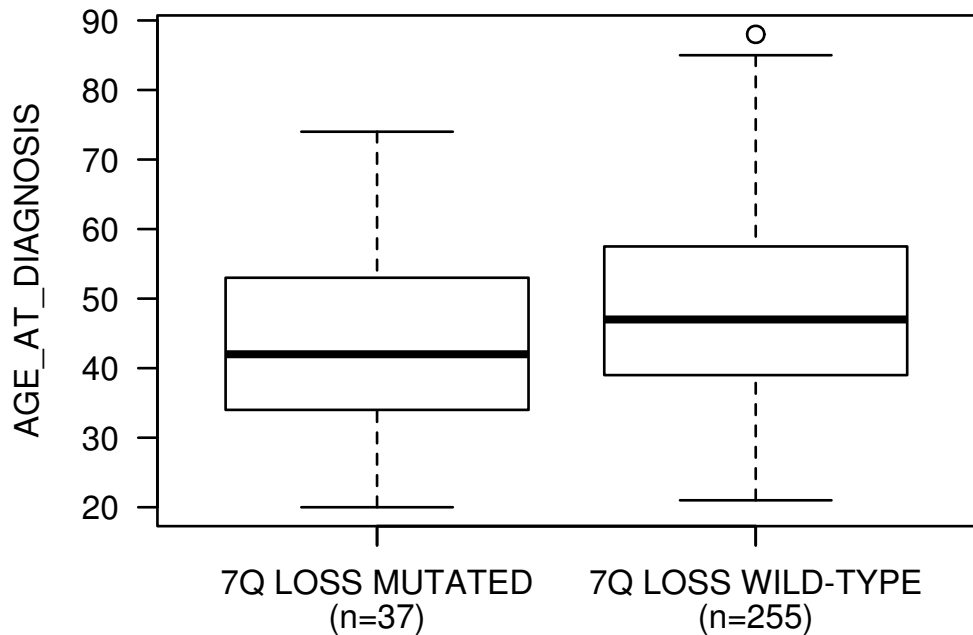 AGE_AT_DIAGNOSIS
90
80
70
60
50
40
30
20
7Q LOSS MUTATED
(n=37)
7Q LOSS WILD-TYPE
(n=255)